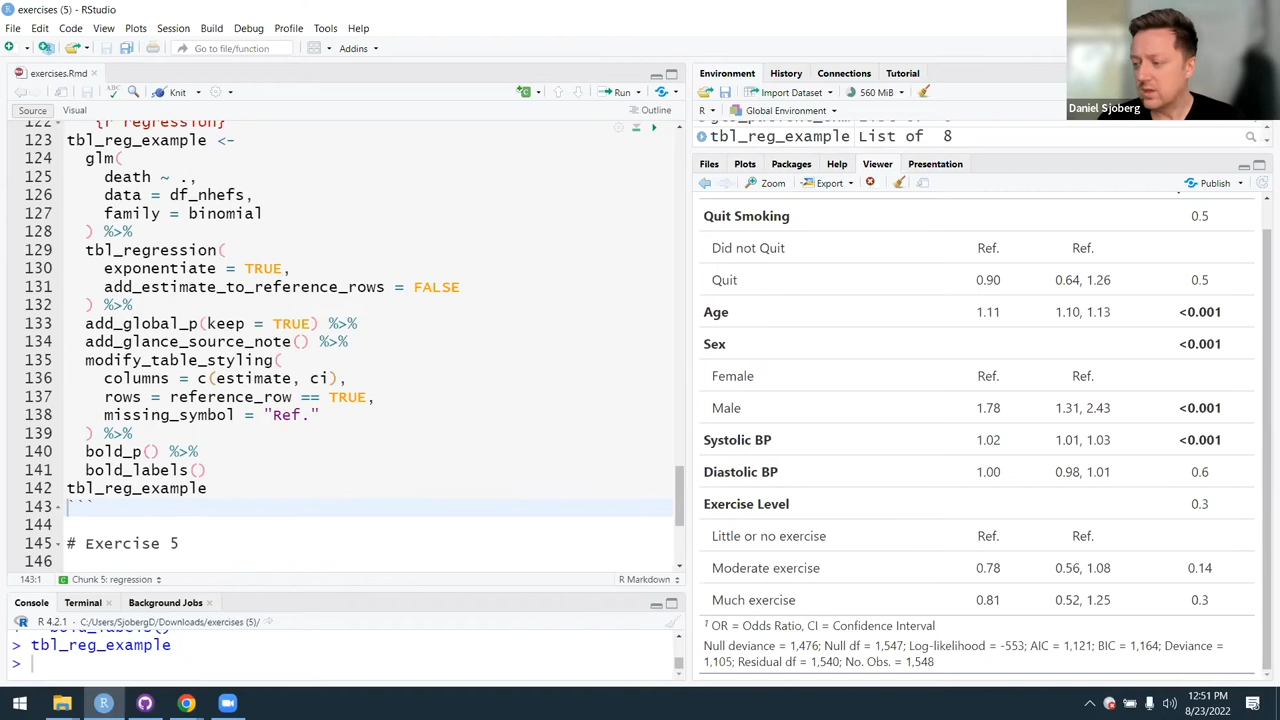 exercises (5) - RStudio
File Edit Code View Plots Session Build Debug Profile Tools Help
Go to file/function Addins
exercises.Rmd
Knit Run
Source Visual Outline
122 {r regression}
123 tbl_reg_example <-
124 glm(
125 death ~ .,
126 data = df_nhefs,
127 family = binomial
128 ) %>%
129 tbl_regression(
130 exponentiate = TRUE,
131 add_estimate_to_reference_rows = FALSE
132 ) %>%
133 add_global_p(keep = TRUE) %>%
134 add_glance_source_note() %>%
135 modify_table_styling(
136 columns = c(estimate, ci),
137 rows = reference_row == TRUE,
138 missing_symbol = "Ref."
139 ) %>%
140 bold_p() %>%
141 bold_labels()
142 tbl_reg_example
143 ```
144
145 # Exercise 5
146
143:1 Chunk 5: regression R Markdown
Console Terminal Background Jobs
R 4.2.1 · C:/Users/SjobergD/Downloads/exercises (5)/
> tbl_reg_example
>
Daniel Sjoberg
Environment History Connections Tutorial
Import Dataset 560 MiB
R Global Environment
tbl_reg_example List of 8
Files Plots Packages Help Viewer Presentation
Zoom Export Publish
Quit Smoking 0.5
Did not Quit Ref. Ref.
Quit 0.90 0.64, 1.26 0.5
Age 1.11 1.10, 1.13 <0.001
Sex <0.001
Female Ref. Ref.
Male 1.78 1.31, 2.43 <0.001
Systolic BP 1.02 1.01, 1.03 <0.001
Diastolic BP 1.00 0.98, 1.01 0.6
Exercise Level 0.3
Little or no exercise Ref. Ref.
Moderate exercise 0.78 0.56, 1.08 0.14
Much exercise 0.81 0.52, 1.25 0.3
1 OR = Odds Ratio, CI = Confidence Interval
Null deviance = 1,476; Null df = 1,547; Log-likelihood = -553; AIC = 1,121; BIC = 1,164; Deviance =
1,105; Residual df = 1,540; No. Obs. = 1,548
12:51 PM
8/23/2022